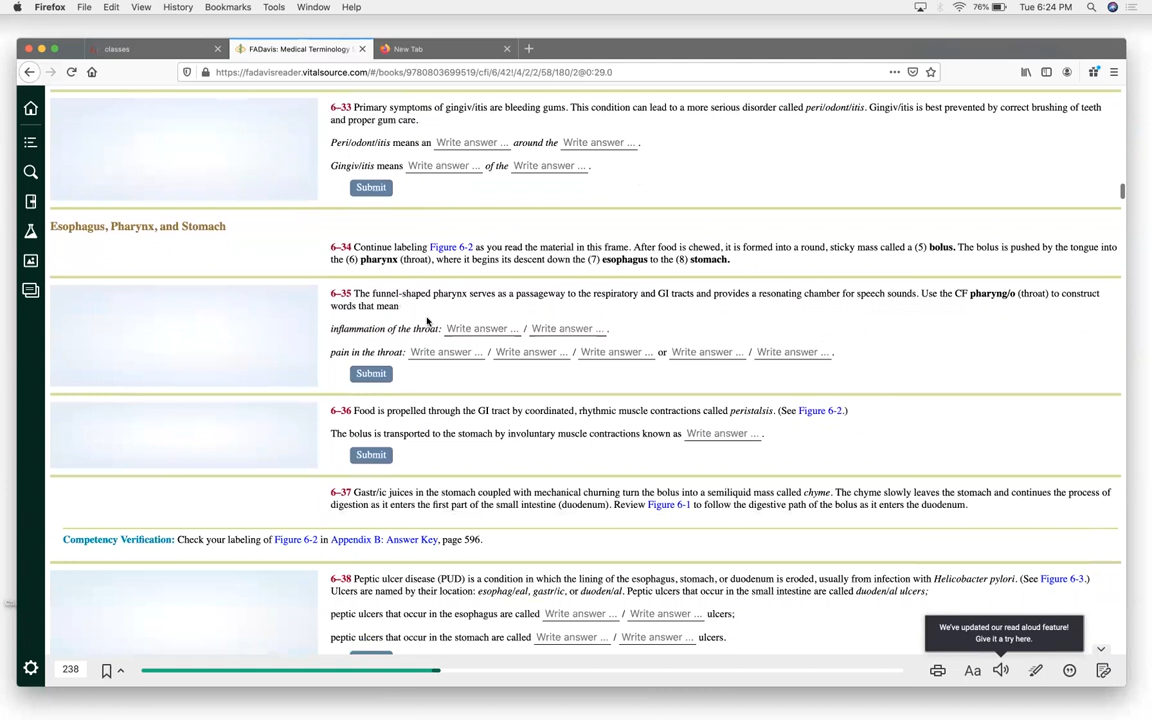 Firefox File Edit View History Bookmarks Tools Window Help 76% Tue 6:24 PM
classes FADavis: Medical Terminology New Tab
https://fadavisreader.vitalsource.com/#/books/9780803699519/cfi/6/42!/4/2/2/58/180/2@0:29.0
6–33 Primary symptoms of gingiv/itis are bleeding gums. This condition can lead to a more serious disorder called peri/odont/itis. Gingiv/itis is best prevented by correct brushing of teeth
and proper gum care.
Peri/odont/itis means an Write answer ... around the Write answer ... .
Gingiv/itis means Write answer ... of the Write answer ... .
Submit
Esophagus, Pharynx, and Stomach
6–34 Continue labeling Figure 6-2 as you read the material in this frame. After food is chewed, it is formed into a round, sticky mass called a (5) bolus. The bolus is pushed by the tongue into
the (6) pharynx (throat), where it begins its descent down the (7) esophagus to the (8) stomach.
6–35 The funnel-shaped pharynx serves as a passageway to the respiratory and GI tracts and provides a resonating chamber for speech sounds. Use the CF pharyng/o (throat) to construct
words that mean
inflammation of the throat: Write answer ... / Write answer ... .
pain in the throat: Write answer ... / Write answer ... / Write answer ... or Write answer ... / Write answer ... .
Submit
6–36 Food is propelled through the GI tract by coordinated, rhythmic muscle contractions called peristalsis. (See Figure 6-2.)
The bolus is transported to the stomach by involuntary muscle contractions known as Write answer ... .
Submit
6–37 Gastr/ic juices in the stomach coupled with mechanical churning turn the bolus into a semiliquid mass called chyme. The chyme slowly leaves the stomach and continues the process of
digestion as it enters the first part of the small intestine (duodenum). Review Figure 6-1 to follow the digestive path of the bolus as it enters the duodenum.
Competency Verification: Check your labeling of Figure 6-2 in Appendix B: Answer Key, page 596.
6–38 Peptic ulcer disease (PUD) is a condition in which the lining of the esophagus, stomach, or duodenum is eroded, usually from infection with Helicobacter pylori. (See Figure 6-3.)
Ulcers are named by their location: esophag/eal, gastr/ic, or duoden/al. Peptic ulcers that occur in the small intestine are called duoden/al ulcers;
peptic ulcers that occur in the esophagus are called Write answer ... / Write answer ... ulcers;
peptic ulcers that occur in the stomach are called Write answer ... / Write answer ... ulcers.
We've updated our read aloud feature!
Give it a try here.
238 Aa